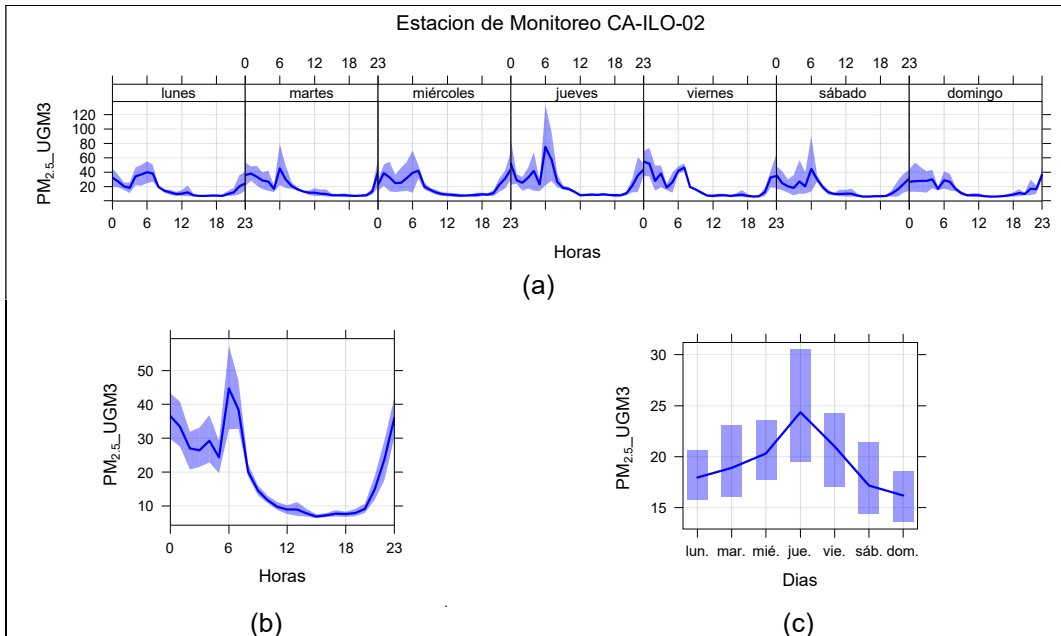 Estacion de Monitoreo CA-ILO-02
0 6 12 18 23 0 6 12 18 23 0 6 12 18 23
lunes martes miércoles jueves viernes sábado domingo
PM2.5_UGM3
120
100
80
60
40
20
0 6 12 18 23 0 6 12 18 23 0 6 12 18 23 0 6 12 18 23
Horas
(a)
PM2.5_UGM3
50
40
30
20
10
0 6 12 18 23
Horas
(b)
PM2.5_UGM3
30
25
20
15
lun. mar. mié. jue. vie. sáb. dom.
Dias
(c)